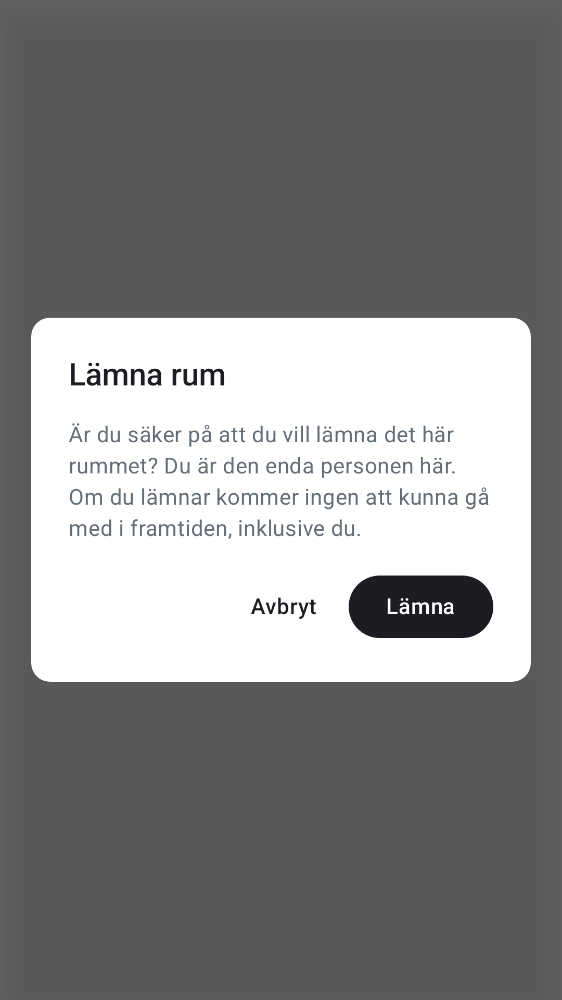 Lämna rum
Är du säker på att du vill lämna det här
rummet? Du är den enda personen här.
Om du lämnar kommer ingen att kunna gå
med i framtiden, inklusive du.
Avbryt
Lämna